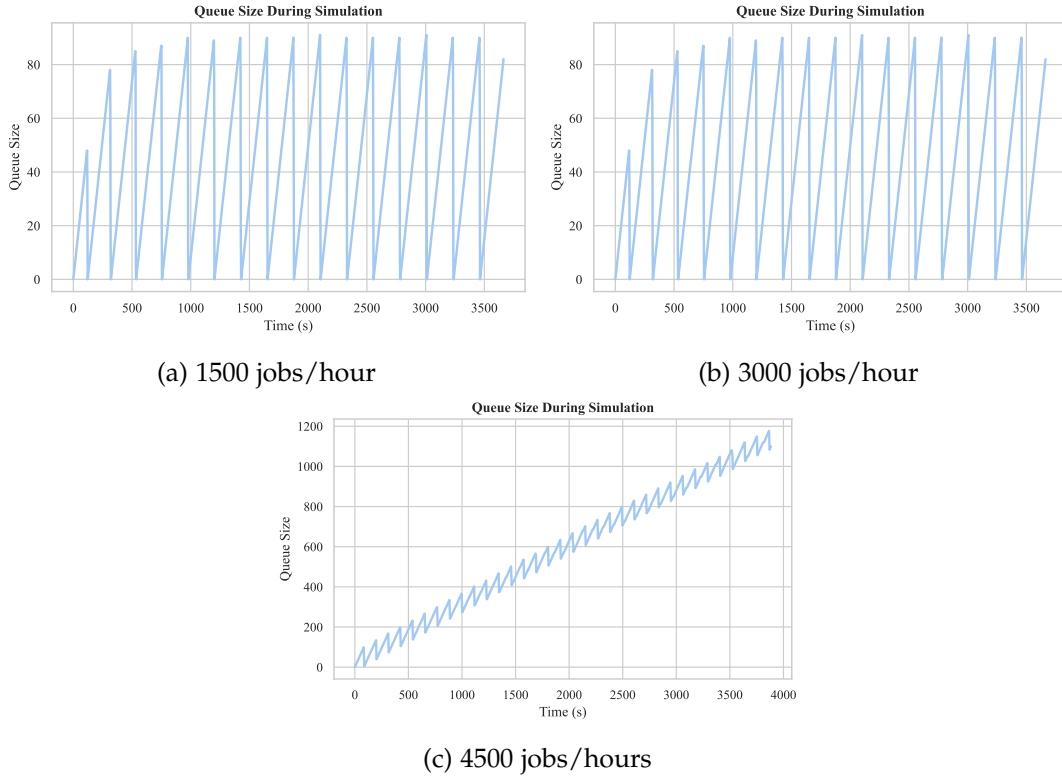 Queue Size During Simulation
80
60
40
20
0
Queue Size
0 500 1000 1500 2000 2500 3000 3500
Time (s)
(a) 1500 jobs/hour
Queue Size During Simulation
80
60
40
20
0
Queue Size
0 500 1000 1500 2000 2500 3000 3500
Time (s)
(b) 3000 jobs/hour
Queue Size During Simulation
1200
1000
800
600
400
200
0
Queue Size
0 500 1000 1500 2000 2500 3000 3500 4000
Time (s)
(c) 4500 jobs/hours